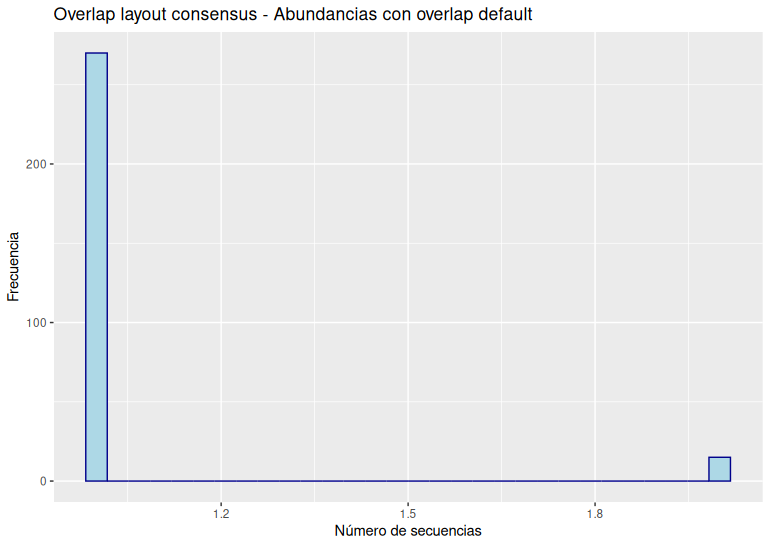 Overlap layout consensus - Abundancias con overlap default
Frecuencia
200
100
0
1.2
1.5
1.8
Número de secuencias